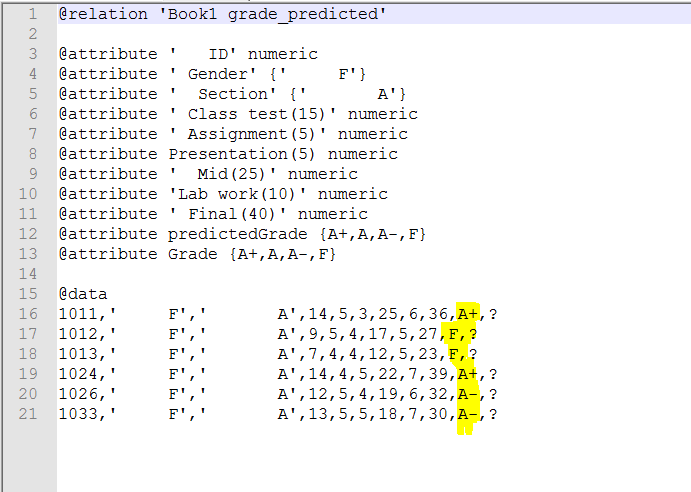 1 @relation 'Book1 grade_predicted'
2
3 @attribute '   ID' numeric
4 @attribute ' Gender' {'     F'}
5 @attribute '  Section' {'       A'}
6 @attribute ' Class test(15)' numeric
7 @attribute ' Assignment(5)' numeric
8 @attribute Presentation(5) numeric
9 @attribute '  Mid(25)' numeric
10 @attribute 'Lab work(10)' numeric
11 @attribute ' Final(40)' numeric
12 @attribute predictedGrade {A+,A,A-,F}
13 @attribute Grade {A+,A,A-,F}
14
15 @data
16 1011,'     F','       A',14,5,3,25,6,36,A+,?
17 1012,'     F','       A',9,5,4,17,5,27,F,?
18 1013,'     F','       A',7,4,4,12,5,23,F,?
19 1024,'     F','       A',14,4,5,22,7,39,A+,?
20 1026,'     F','       A',12,5,4,19,6,32,A-,?
21 1033,'     F','       A',13,5,5,18,7,30,A-,?